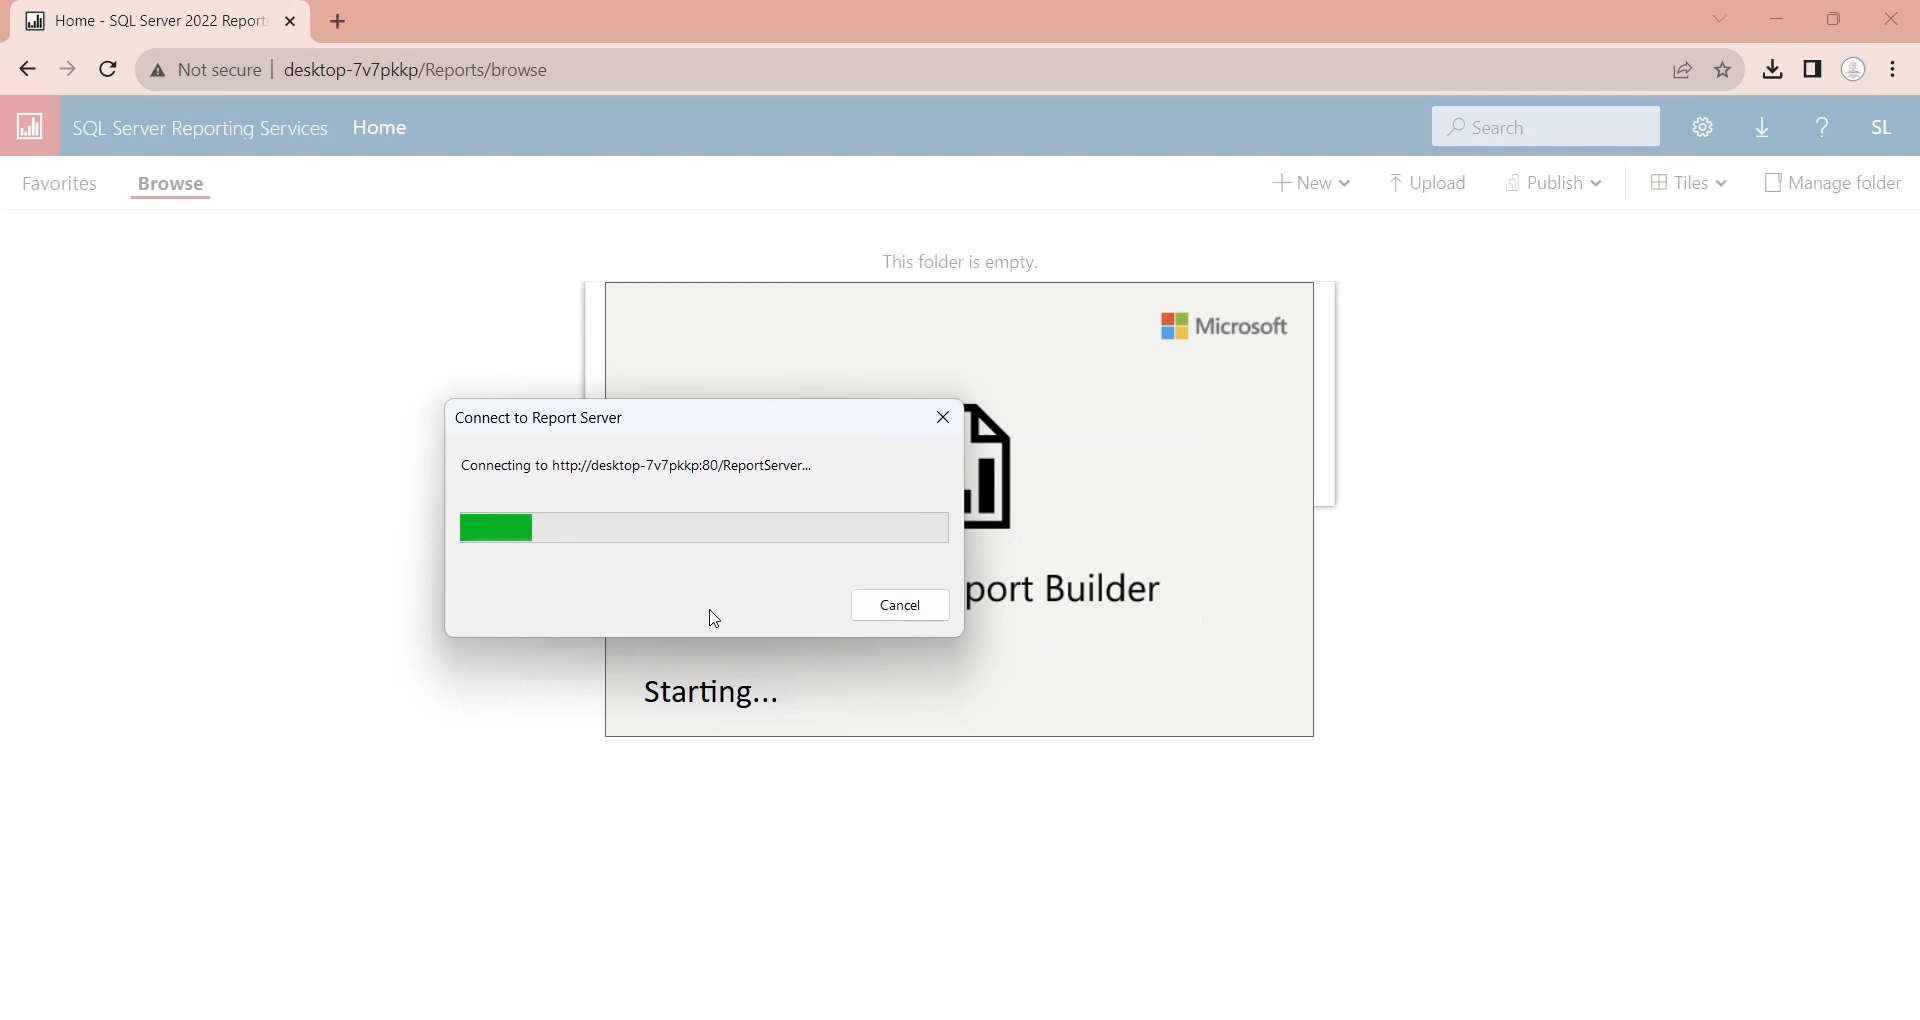 Home - SQL Server 2022 Report
Not secure desktop-7v7pkkp/Reports/browse
SQL Server Reporting Services Home Search ? SL
Favorites Browse New Upload Publish Tiles Manage folder
This folder is empty.
Microsoft
Connect to Report Server
Connecting to http://desktop-7v7pkkp:80/ReportServer...
port Builder
Cancel
Starting...